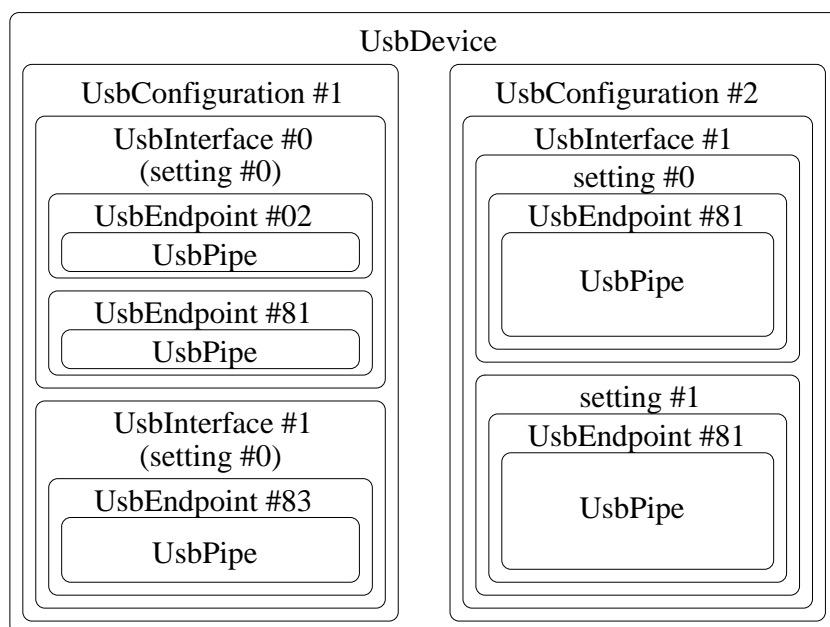 UsbDevice
UsbConfiguration #1
UsbInterface #0
(setting #0)
UsbEndpoint #02
UsbPipe
UsbEndpoint #81
UsbPipe
UsbInterface #1
(setting #0)
UsbEndpoint #83
UsbPipe
UsbConfiguration #2
UsbInterface #1
setting #0
UsbEndpoint #81
UsbPipe
setting #1
UsbEndpoint #81
UsbPipe